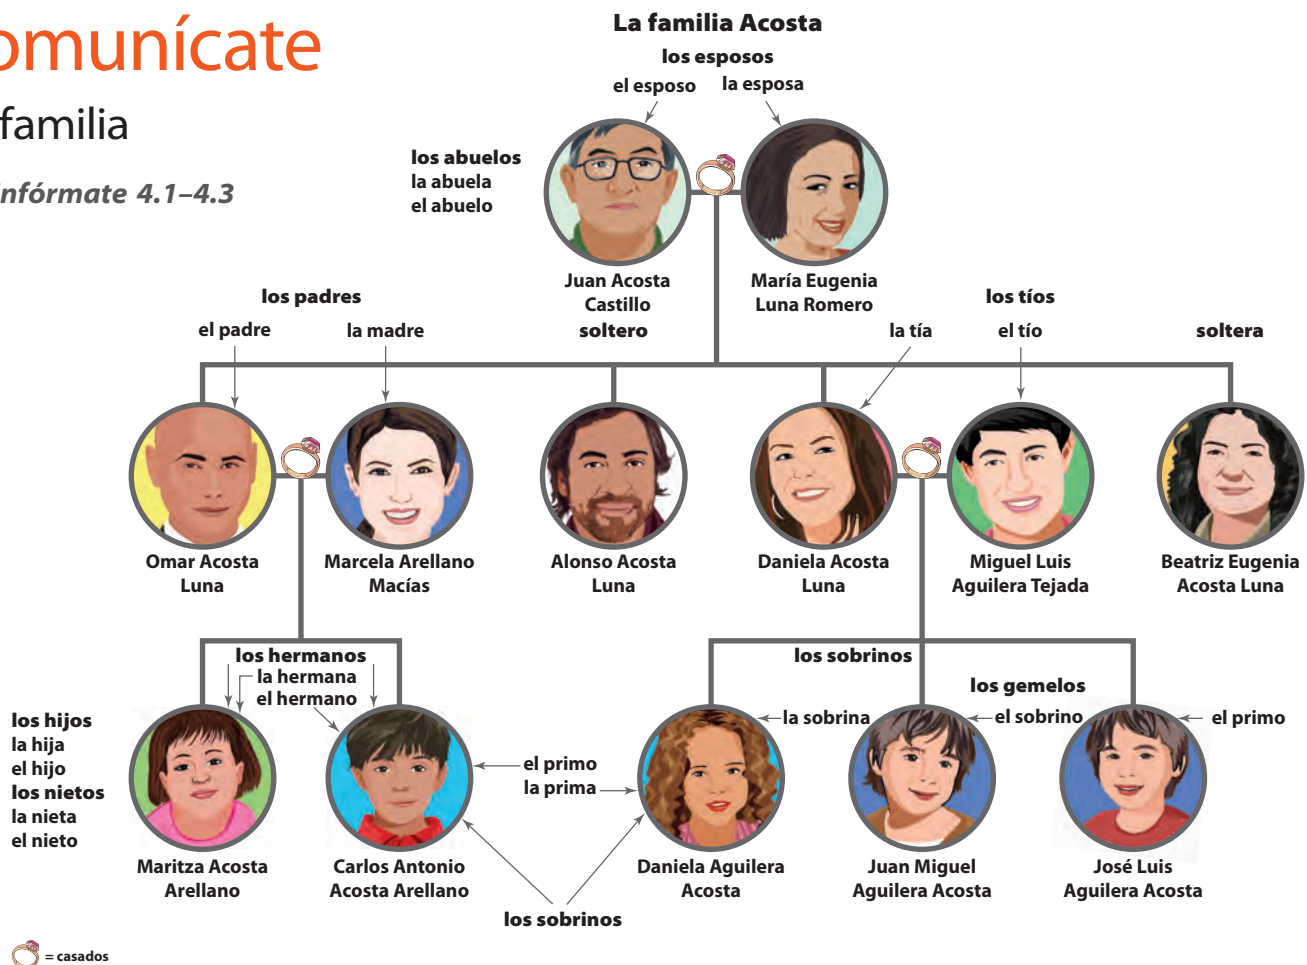 omunícate
familia
nfórmate 4.1–4.3
La familia Acosta
los esposos
el esposo
la esposa
los abuelos
la abuela
el abuelo
Juan Acosta
Castillo
María Eugenia
Luna Romero
los padres
el padre
la madre
soltero
los tíos
la tía
el tío
soltera
Omar Acosta
Luna
Marcela Arellano
Macías
Alonso Acosta
Luna
Daniela Acosta
Luna
Miguel Luis
Aguilera Tejada
Beatriz Eugenia
Acosta Luna
los hermanos
la hermana
el hermano
los sobrinos
los gemelos
la sobrina
el sobrino
el primo
los hijos
la hija
el hijo
los nietos
la nieta
el nieto
el primo
la prima
Maritza Acosta
Arellano
Carlos Antonio
Acosta Arellano
Daniela Aguilera
Acosta
Juan Miguel
Aguilera Acosta
José Luis
Aguilera Acosta
los sobrinos
= casados